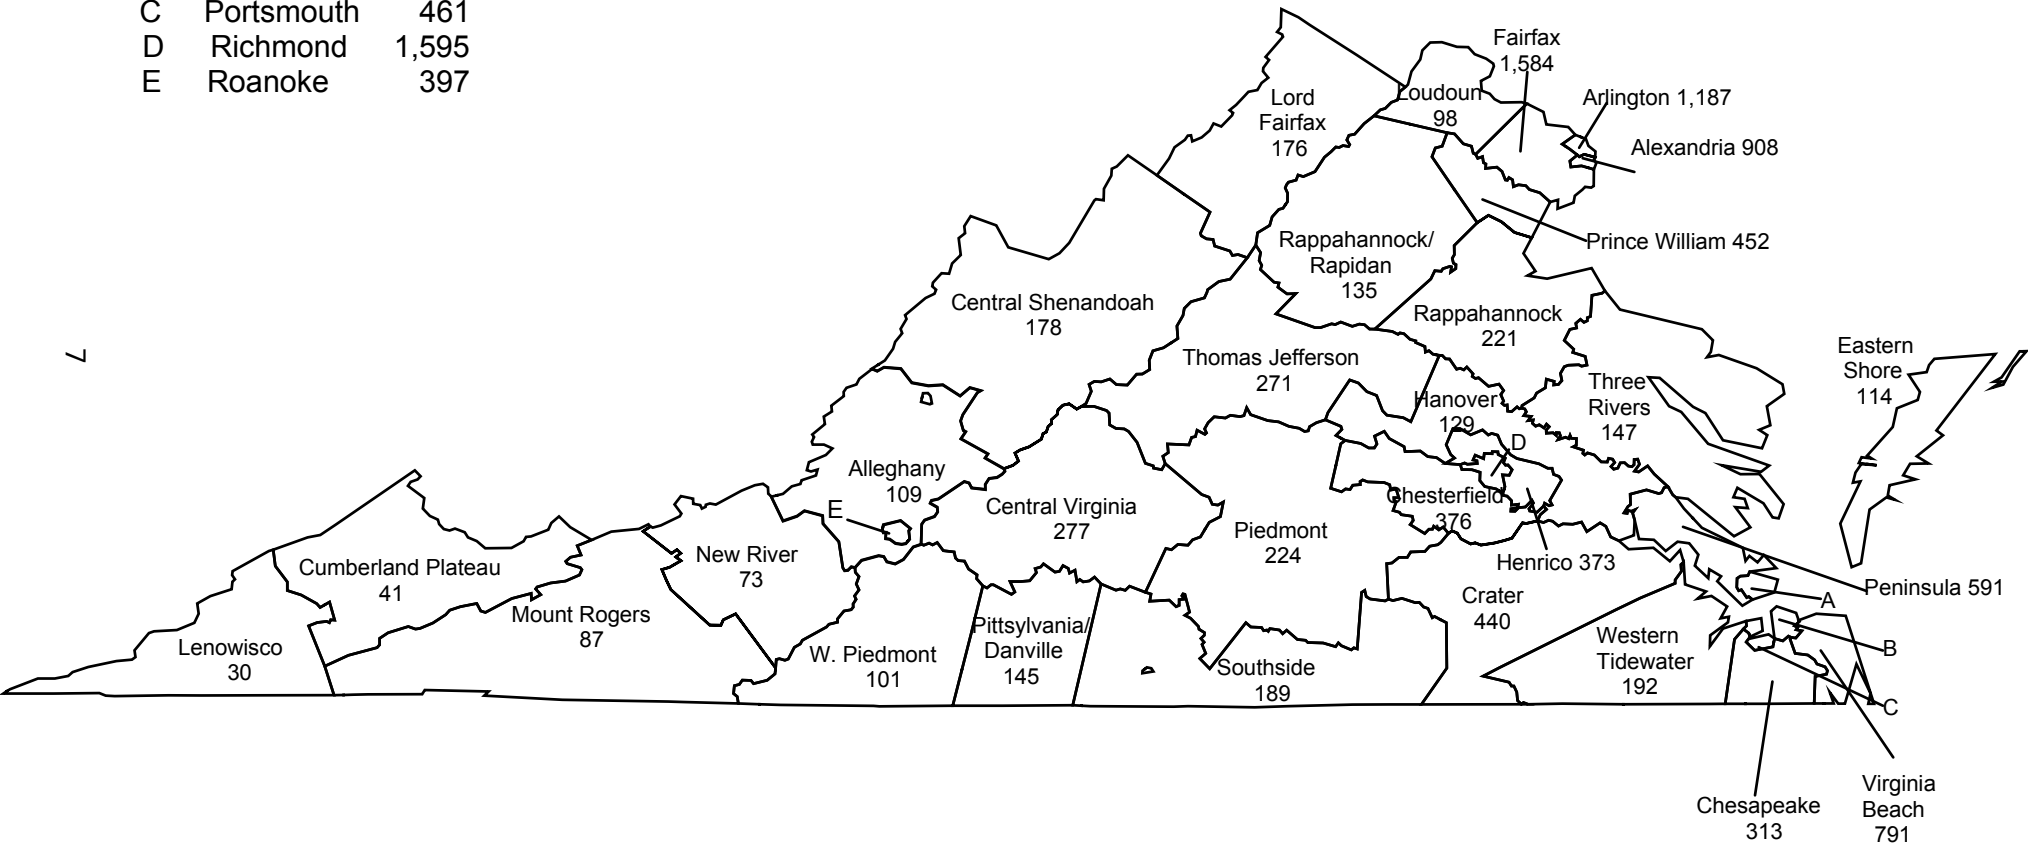 C Portsmouth 461
D Richmond 1,595
E Roanoke 397
Fairfax
1,584
Loudoun
98
Arlington 1,187
Alexandria 908
Lord
Fairfax
176
Prince William 452
Rappahannock/
Rapidan
135
Central Shenandoah
178
Rappahannock
221
Thomas Jefferson
271
Eastern
Shore
114
Three
Rivers
147
Hanover
129
D
7
Alleghany
109
E
Central Virginia
277
Chesterfield
376
Piedmont
224
Henrico 373
New River
73
Cumberland Plateau
41
Peninsula 591
A
Crater
440
Mount Rogers
87
Lenowisco
30
W. Piedmont
101
Pittsylvania/
Danville
145
Southside
189
Western
Tidewater
192
B
C
Chesapeake
313
Virginia
Beach
791